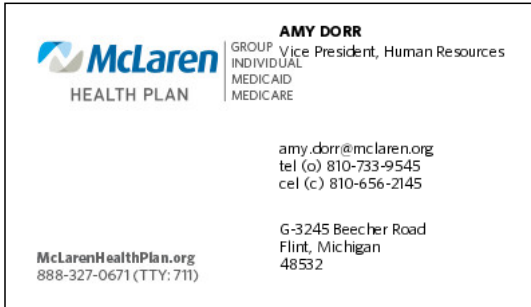 McLaren
HEALTH PLAN
GROUP
INDIVIDUAL
MEDICAID
MEDICARE
AMY DORR
Vice President, Human Resources
amy.dorr@mclaren.org
tel (o) 810-733-9545
cel (c) 810-656-2145
G-3245 Beecher Road
Flint, Michigan
48532
McLarenHealthPlan.org
888-327-0671 (TTY: 711)